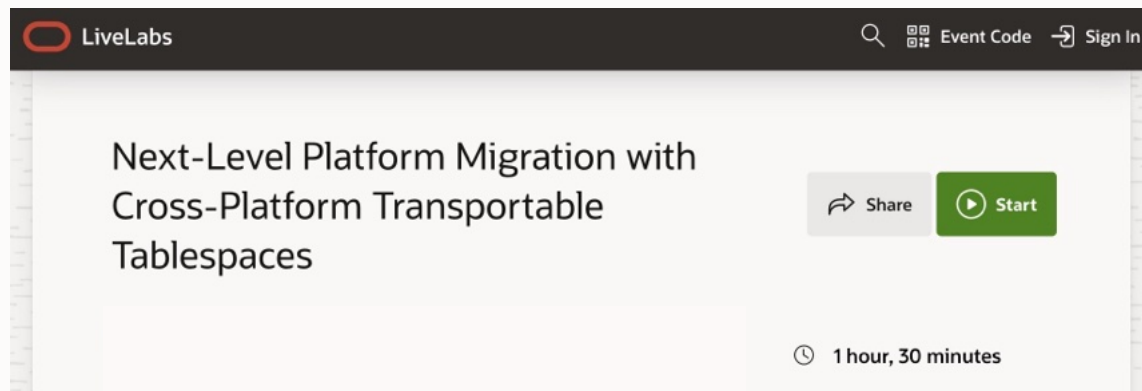 LiveLabs
Event Code
Sign In
Next-Level Platform Migration with
Cross-Platform Transportable
Tablespaces
Share
Start
1 hour, 30 minutes